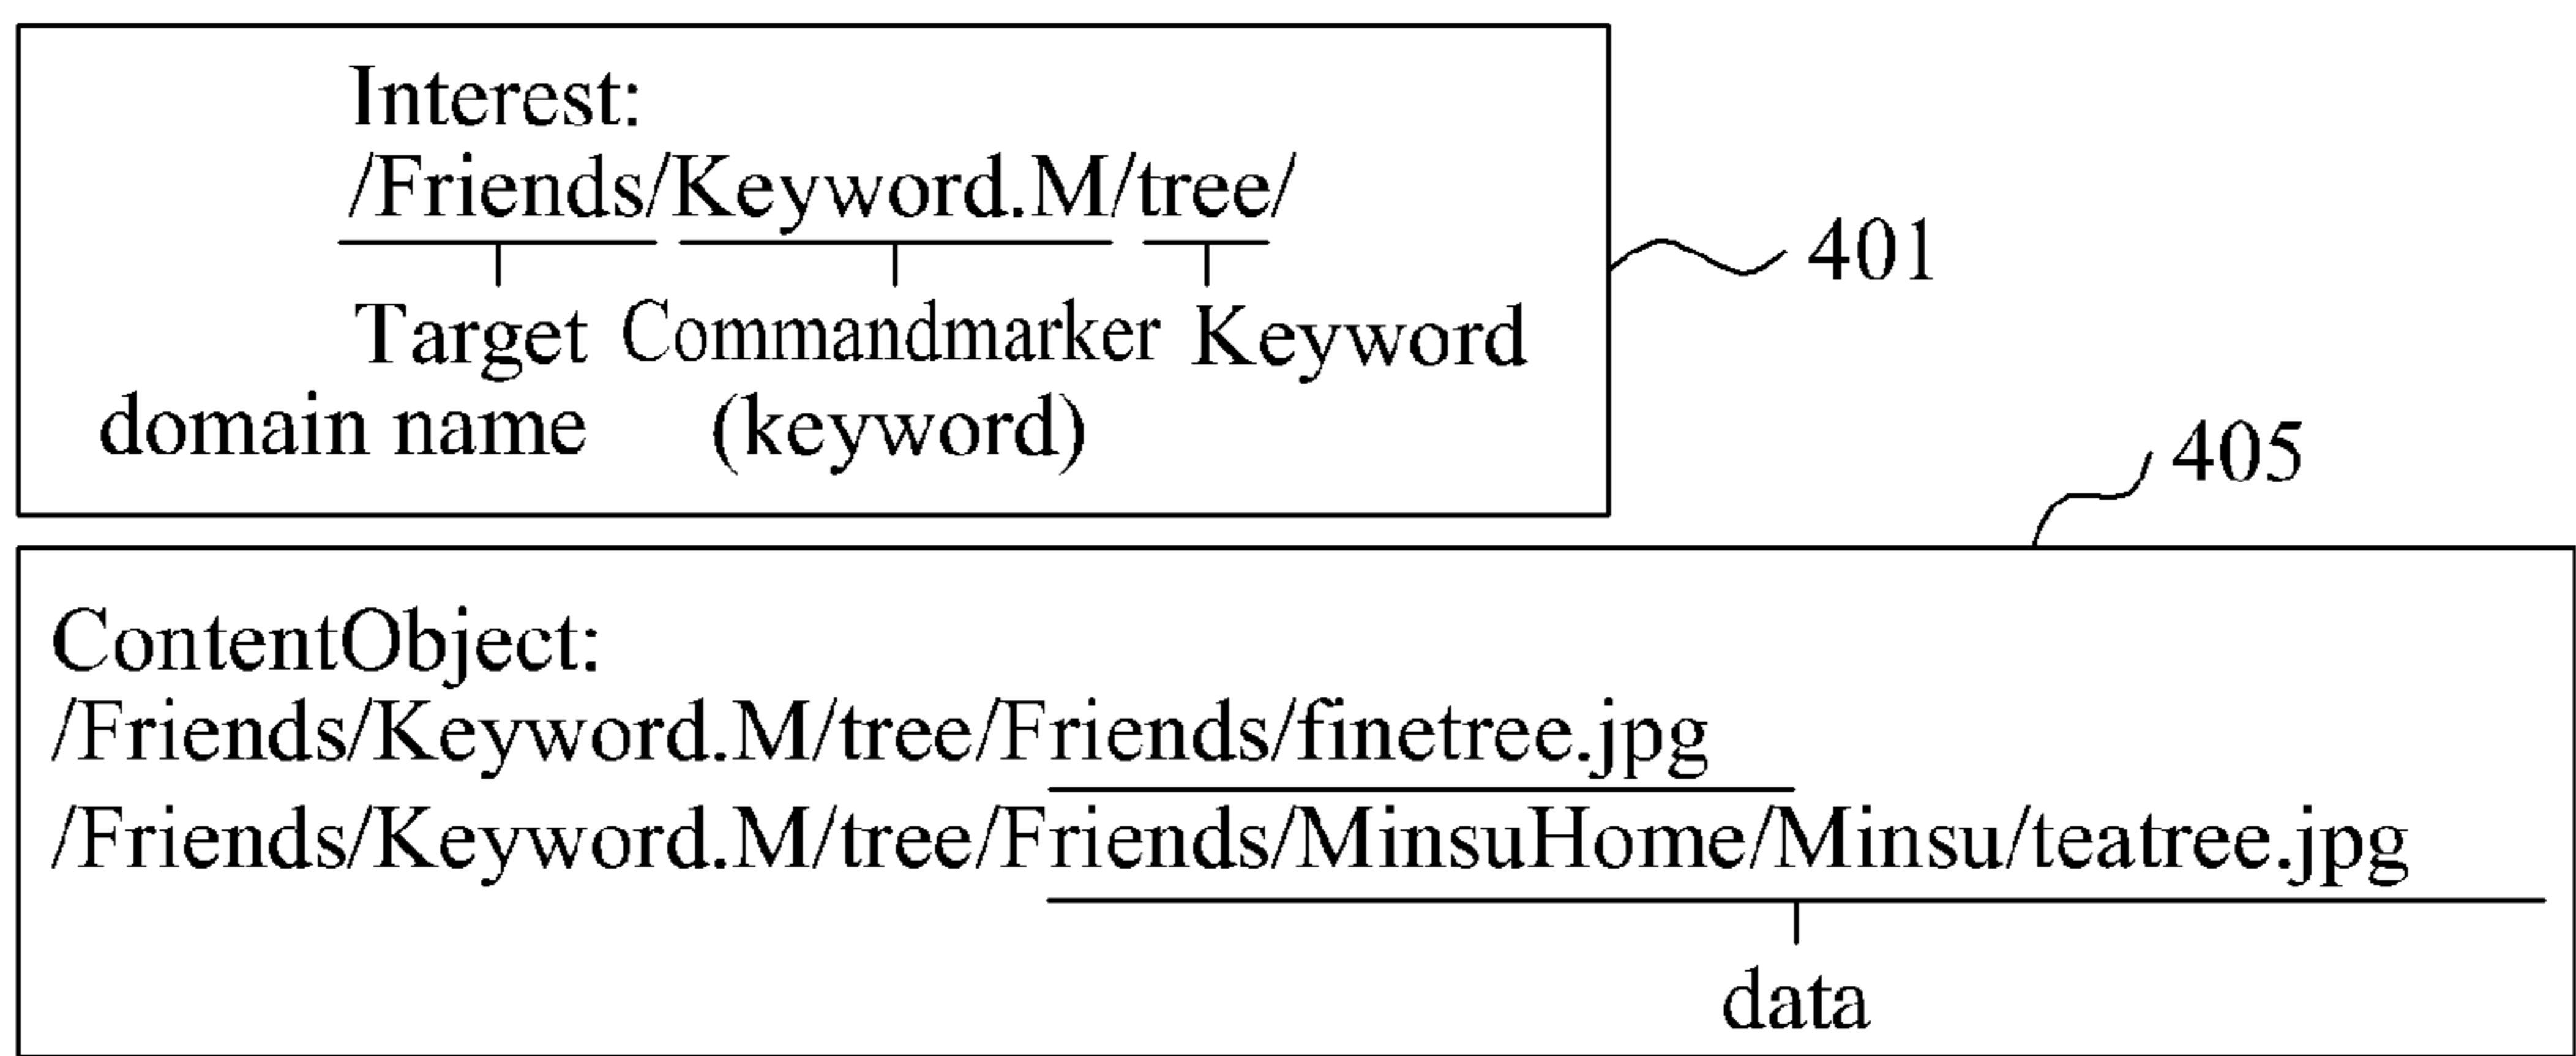 Interest:
/Friends/Keyword.M/tree/
Target Commandmarker Keyword
domain name (keyword)
401
405
ContentObject:
/Friends/Keyword.M/tree/Friends/finetree.jpg
/Friends/Keyword.M/tree/Friends/MinsuHome/Minsu/teatree.jpg
data